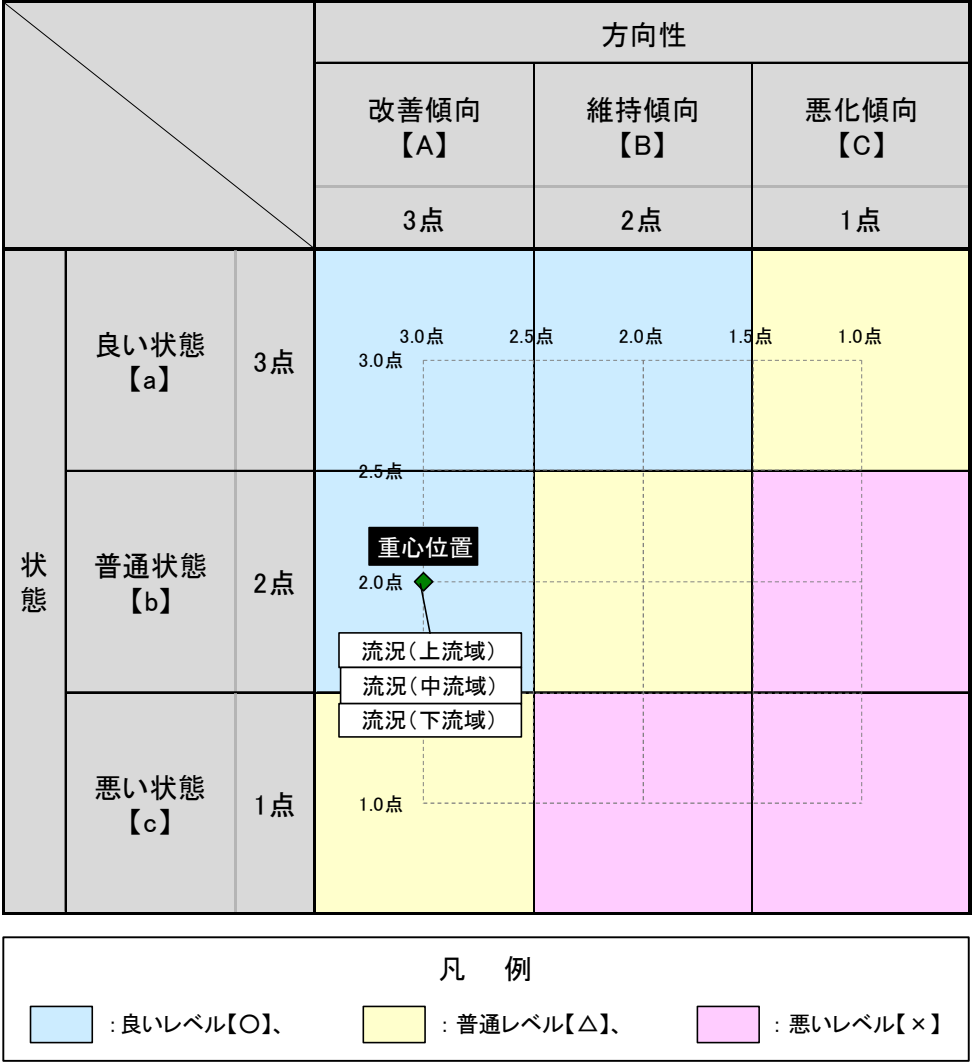 方向性
改善傾向
【A】
維持傾向
【B】
悪化傾向
【C】
3点
2点
1点
状態
良い状態
【a】
3点
普通状態
【b】
2点
悪い状態
【c】
1点
3.0点
2.5点
2.0点
1.5点
1.0点
3.0点
2.5点
重心位置
2.0点
流況(上流域)
流況(中流域)
流況(下流域)
1.0点
凡 例
:良いレベル【○】、
:普通レベル【△】、
:悪いレベル【×】